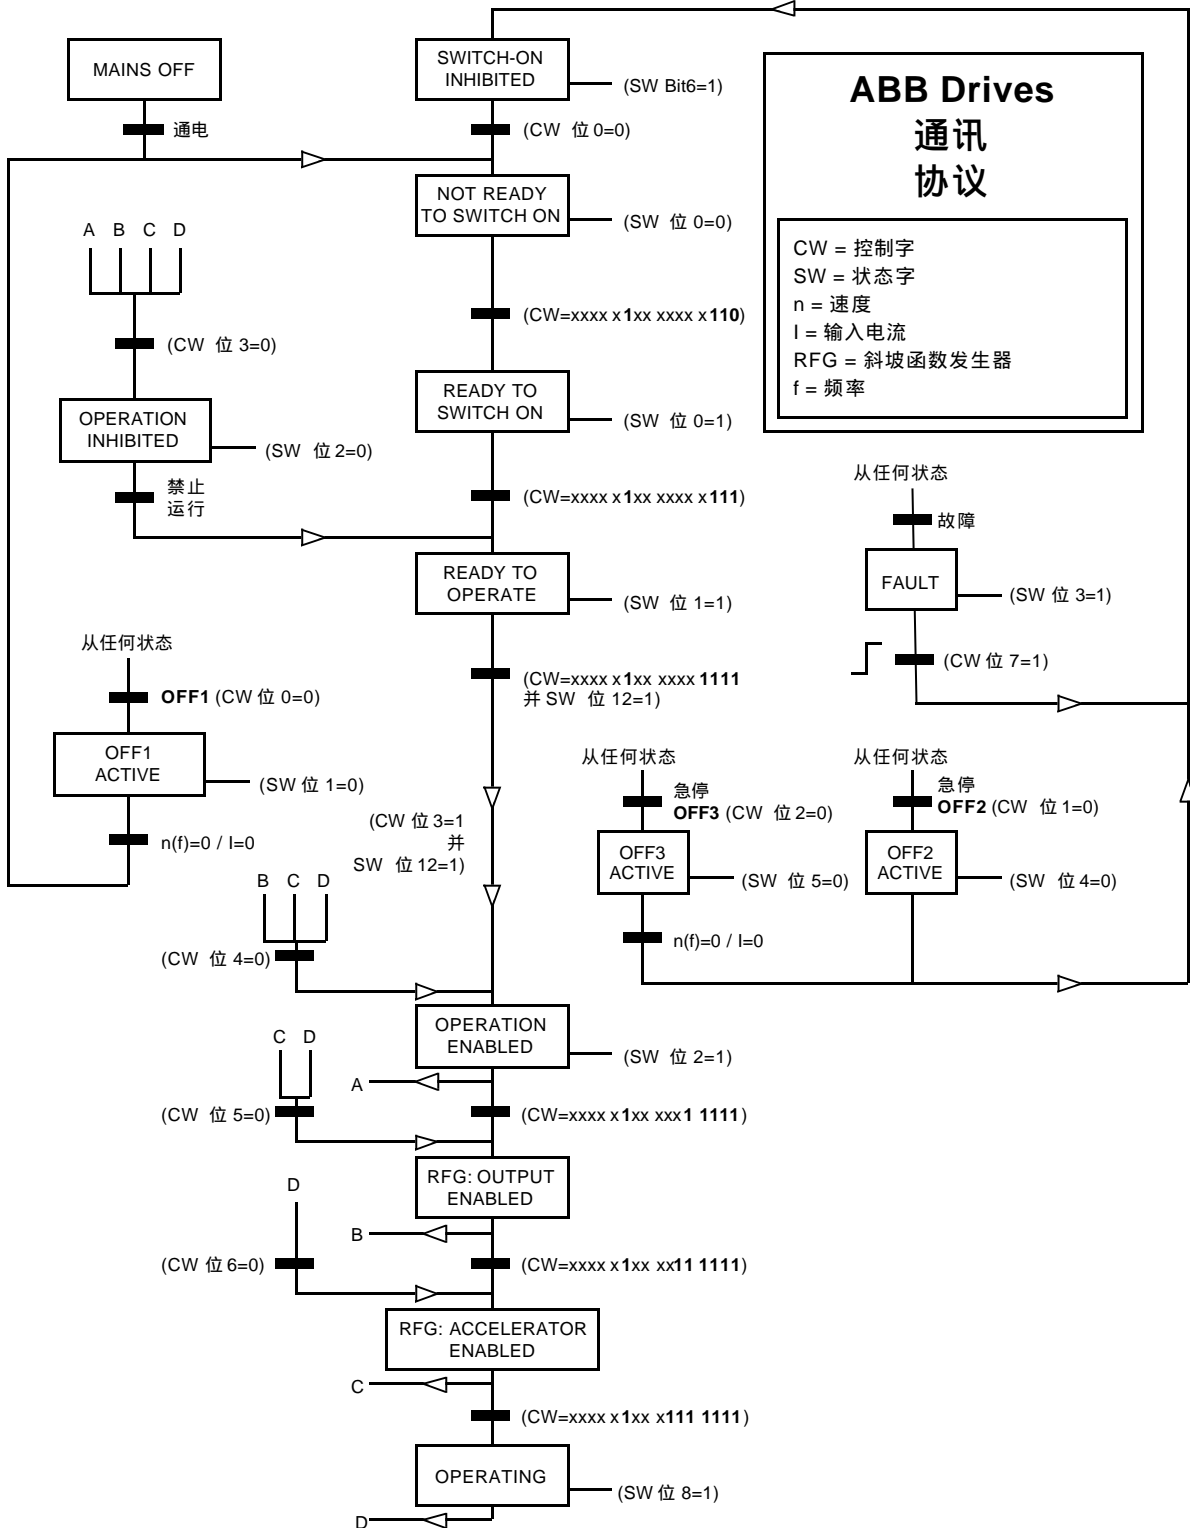 MAINS OFF
通电
SWITCH-ON
INHIBITED
(SW Bit6=1)
(CW 位 0=0)
ABB Drives
通讯
协议
CW = 控制字
SW = 状态字
n = 速度
I = 输入电流
RFG = 斜坡函数发生器
f = 频率
NOT READY
TO SWITCH ON
(SW 位 0=0)
A B C D
(CW 位 3=0)
(CW=xxxx x1xx xxxx x110)
OPERATION
INHIBITED
(SW 位 2=0)
禁止
运行
READY TO
SWITCH ON
(SW 位 0=1)
(CW=xxxx x1xx xxxx x111)
从任何状态
故障
FAULT
(SW 位 3=1)
(CW 位 7=1)
READY TO
OPERATE
(SW 位 1=1)
(CW=xxxx x1xx xxxx 1111
并 SW 位 12=1)
从任何状态
OFF1 (CW 位 0=0)
OFF1
ACTIVE
(SW 位 1=0)
n(f)=0 / I=0
(CW 位 3=1
并
SW 位 12=1)
从任何状态
急停
OFF3 (CW 位 2=0)
OFF3
ACTIVE
(SW 位 5=0)
n(f)=0 / I=0
从任何状态
急停
OFF2 (CW 位 1=0)
OFF2
ACTIVE
(SW 位 4=0)
B C D
(CW 位 4=0)
OPERATION
ENABLED
(SW 位 2=1)
A
C D
(CW 位 5=0)
(CW=xxxx x1xx xxx1 1111)
RFG: OUTPUT
ENABLED
D
B
(CW 位 6=0)
(CW=xxxx x1xx xx11 1111)
RFG: ACCELERATOR
ENABLED
C
(CW=xxxx x1xx x111 1111)
OPERATING
(SW 位 8=1)
D